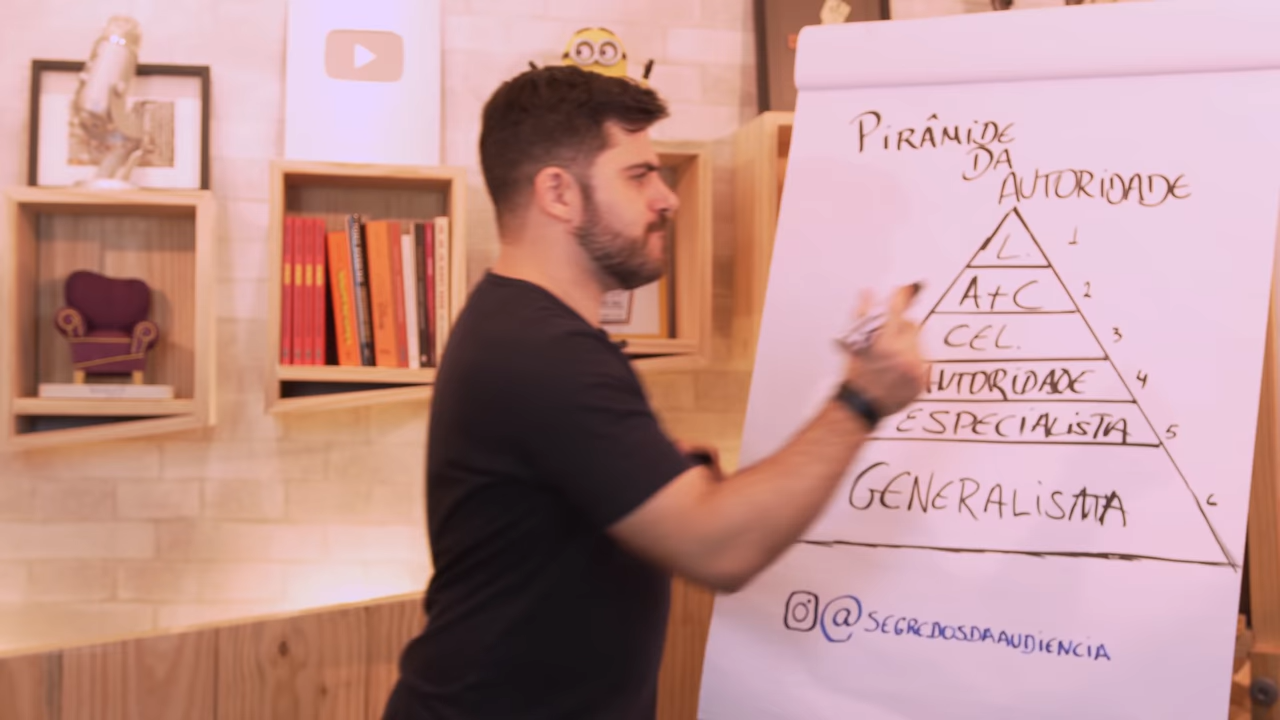 PIRÂMIDE
DA
AUTORIDADE
L. 1
A+C 2
CEL. 3
AUTORIDADE 4
ESPECIALISTA 5
GENERALISTA 6
@SEGREDOSDAAUDIENCIA